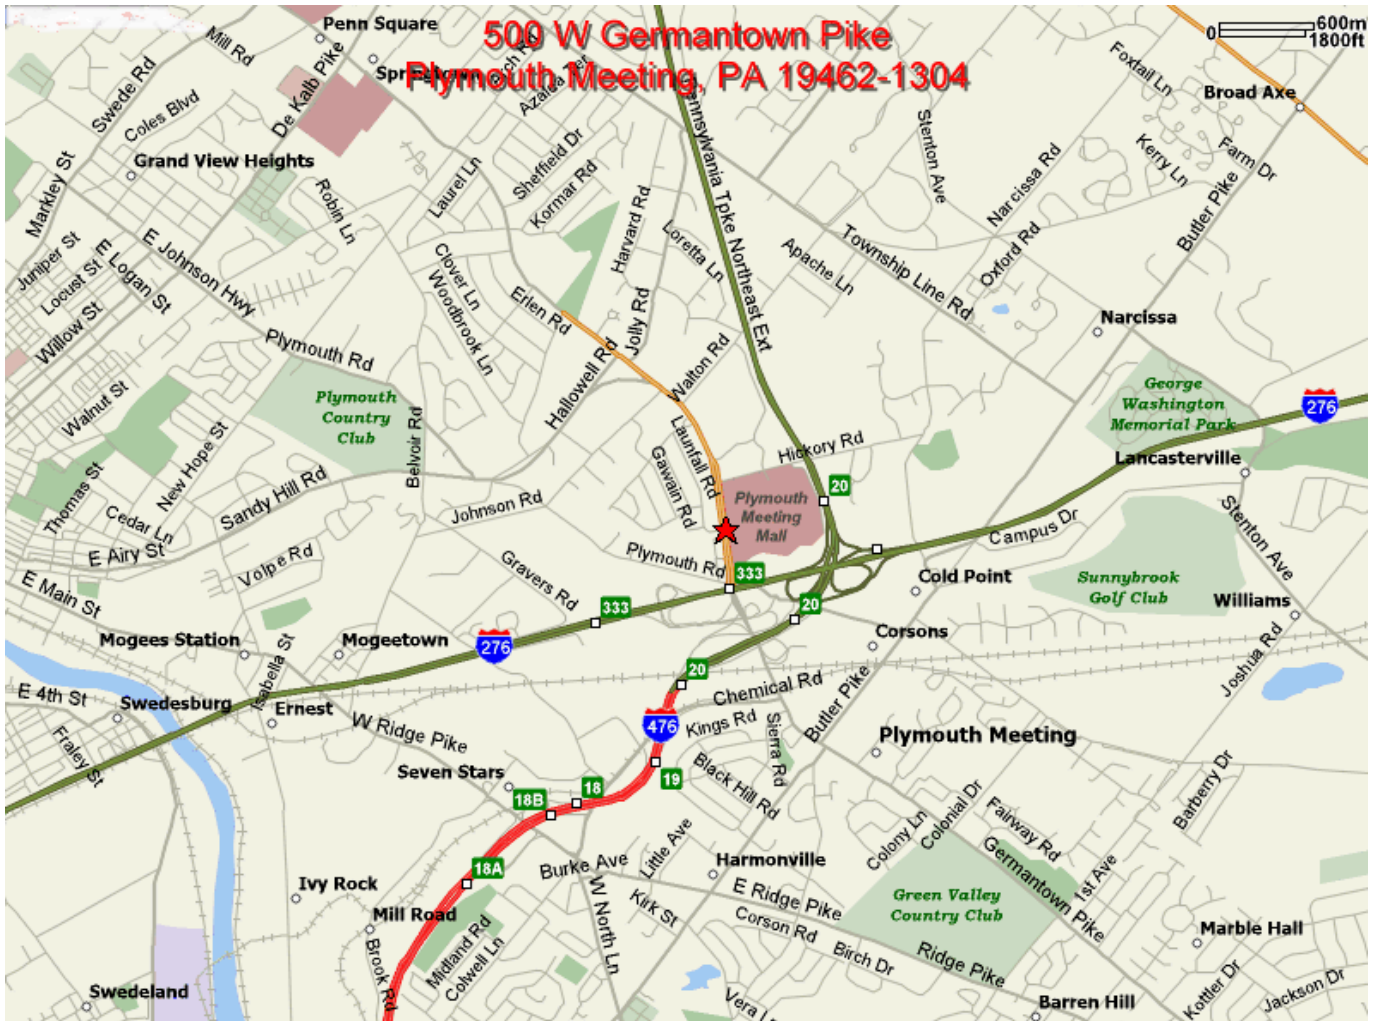 500 W Germantown Pike
Plymouth Meeting, PA 19462-1304
600m
0
1800ft
Penn Square
Mill Rd
De Kalb Pike
Swede Rd
Coles Blvd
Grand View Heights
Markley St
Robin Ln
Laurel Ln
Sheffield Dr
Kormar Rd
Harvard Rd
Loretta Ln
Pennsylvania Tpke Northeast Ext
Stenton Ave
Foxtail Ln
Broad Axe
Kerry Ln
Farm Dr
Narcissa Rd
Oxford Rd
Butler Pike
Apache Ln
Township Line Rd
Narcissa
Juniper St
Locust St
E Logan St
E Johnson Hwy
Willow St
Clover Ln
Woodbrook Ln
Erlen Rd
Jolly Rd
Hallowell Rd
Walton Rd
Plymouth Rd
Plymouth
Country
Club
Belvoir Rd
Walnut St
New Hope St
Thomas St
Cedar Ln
Sandy Hill Rd
E Airy St
Johnson Rd
Launfall Rd
Gawain Rd
Hickory Rd
20
Plymouth
Meeting
Mall
George
Washington
Memorial Park
276
Lancasterville
Stenton Ave
Campus Dr
Plymouth Rd
333
Volpe Rd
Gravers Rd
E Main St
333
20
Cold Point
Sunnybrook
Golf Club
Williams
Mogees Station
Isabella St
Mogeetown
276
Corsons
Joshua Rd
E 4th St
Swedesburg
Ernest
20
Chemical Rd
Butler Pike
Fraley St
W Ridge Pike
476
Kings Rd
Sierra Rd
Plymouth Meeting
Seven Stars
18B
18
19
Black Hill Rd
Barberry Dr
Colony Ln
Colonial Dr
Fairway Rd
Germantown Pike
1st Ave
18A
Burke Ave
Little Ave
Harmonville
E Ridge Pike
Ivy Rock
Mill Road
W North Ln
Kirk St
Corson Rd
Birch Dr
Green Valley
Country Club
Ridge Pike
Marble Hall
Brook Rd
Midland Rd
Colwell Ln
Kottler Dr
Jackson Dr
Swedeland
Barren Hill